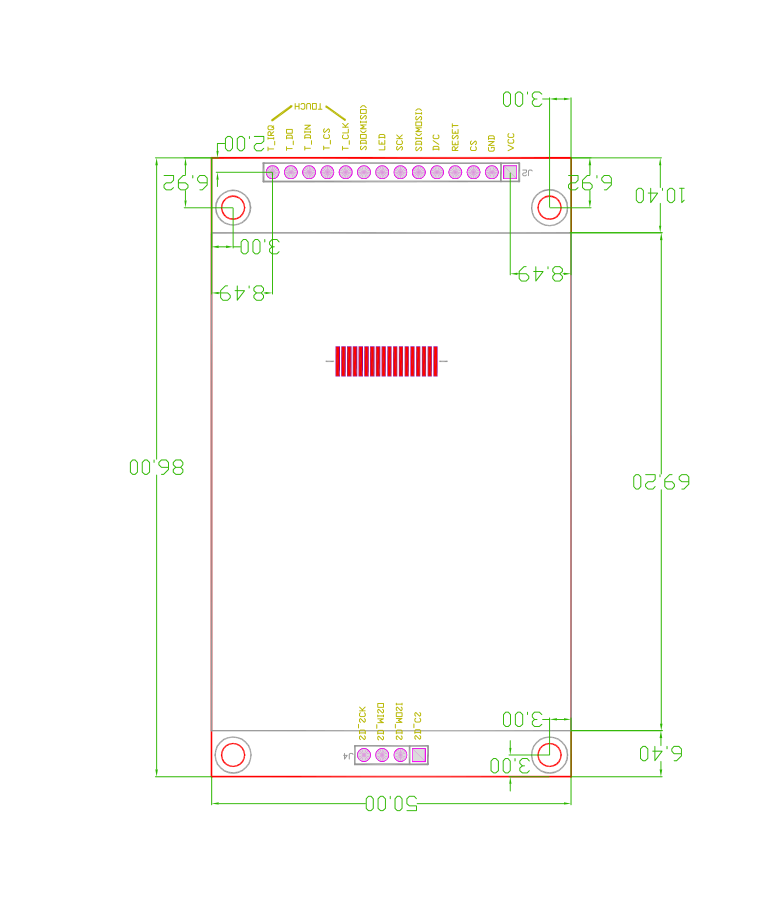 3.00
TOUCH
2.00
T_IRQ
T_DO
T_DIN
T_CS
T_CLK
SDO(MISO)
LED
SCK
SDI(MOSI)
D/C
RESET
CS
GND
VCC
J2
6.92
6.92
10.40
3.00
8.49
8.49
86.00
69.20
SD_SCK
SD_MISO
SD_MOSI
SD_CS
J4
3.00
3.00
6.40
50.00